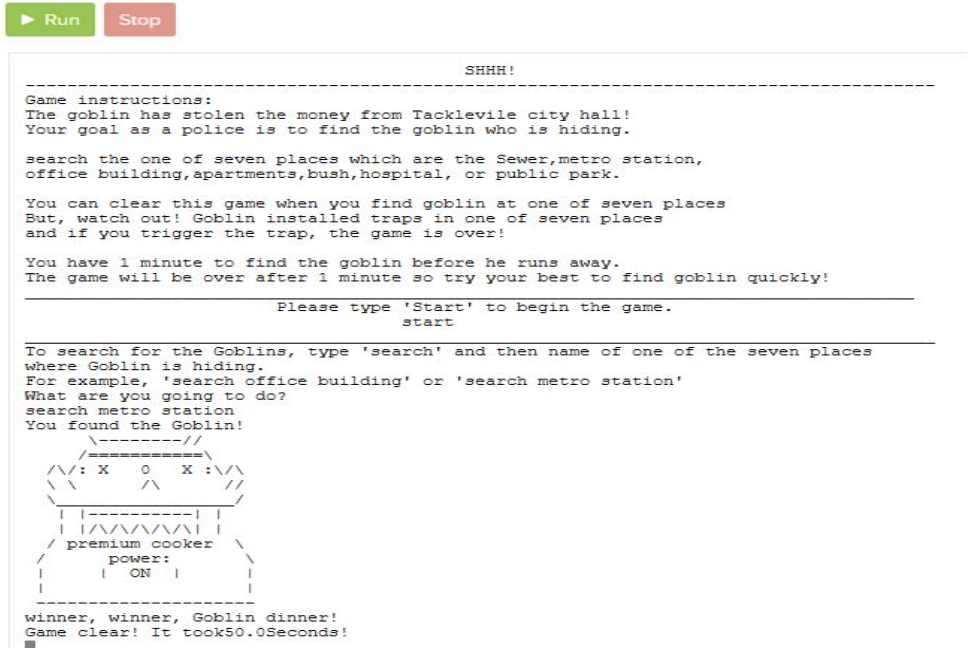 Run Stop
SHHH!
Game instructions:
The goblin has stolen the money from Tacklevile city hall!
Your goal as a police is to find the goblin who is hiding.
search the one of seven places which are the Sewer,metro station,
office building,apartments,bush,hospital, or public park.
You can clear this game when you find goblin at one of seven places
But, watch out! Goblin installed traps in one of seven places
and if you trigger the trap, the game is over!
You have 1 minute to find the goblin before he runs away.
The game will be over after 1 minute so try your best to find goblin quickly!
Please type 'Start' to begin the game.
start
To search for the Goblins, type 'search' and then name of one of the seven places
where Goblin is hiding.
For example, 'search office building' or 'search metro station'
What are you going to do?
search metro station
You found the Goblin!
X 0 X
premium cooker
power:
ON
winner, winner, Goblin dinner!
Game clear! It took50.0Seconds!